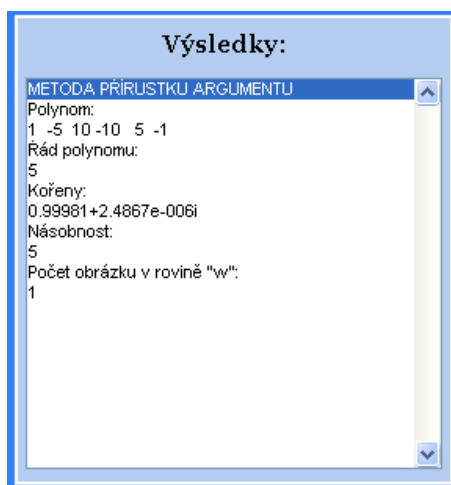 Výsledky:
METODA PŘÍRUSTKU ARGUMENTU
Polynom:
1 -5 10 -10 5 -1
Řád polynomu:
5
Kořeny:
0.99981+2.4867e-006i
Násobnost:
5
Počet obrázku v rovině "w":
1